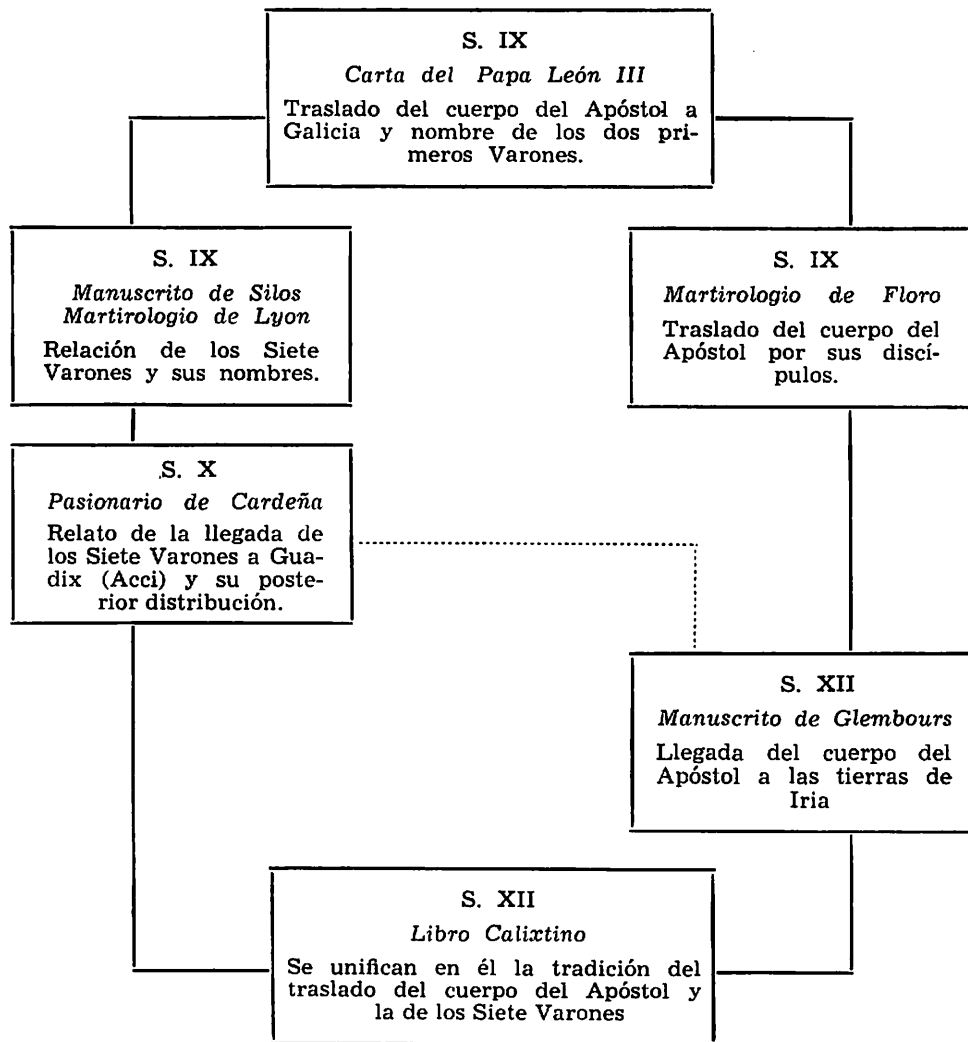 S. IX
Carta del Papa León III
Traslado del cuerpo del Apóstol a
Galicia y nombre de los dos pri-
meros Varones.
S. IX
Manuscrito de Silos
Martirologio de Lyon
Relación de los Siete
Varones y sus nombres.
S. IX
Martirologio de Floro
Traslado del cuerpo del
Apóstol por sus discí-
pulos.
S. X
Pasionario de Cardeña
Relato de la llegada de
los Siete Varones a Gua-
dix (Acci) y su poste-
rior distribución.
S. XII
Manuscrito de Glembours
Llegada del cuerpo del
Apóstol a las tierras de
Iria
S. XII
Libro Calixtino
Se unifican en él la tradición del
traslado del cuerpo del Apóstol y
la de los Siete Varones